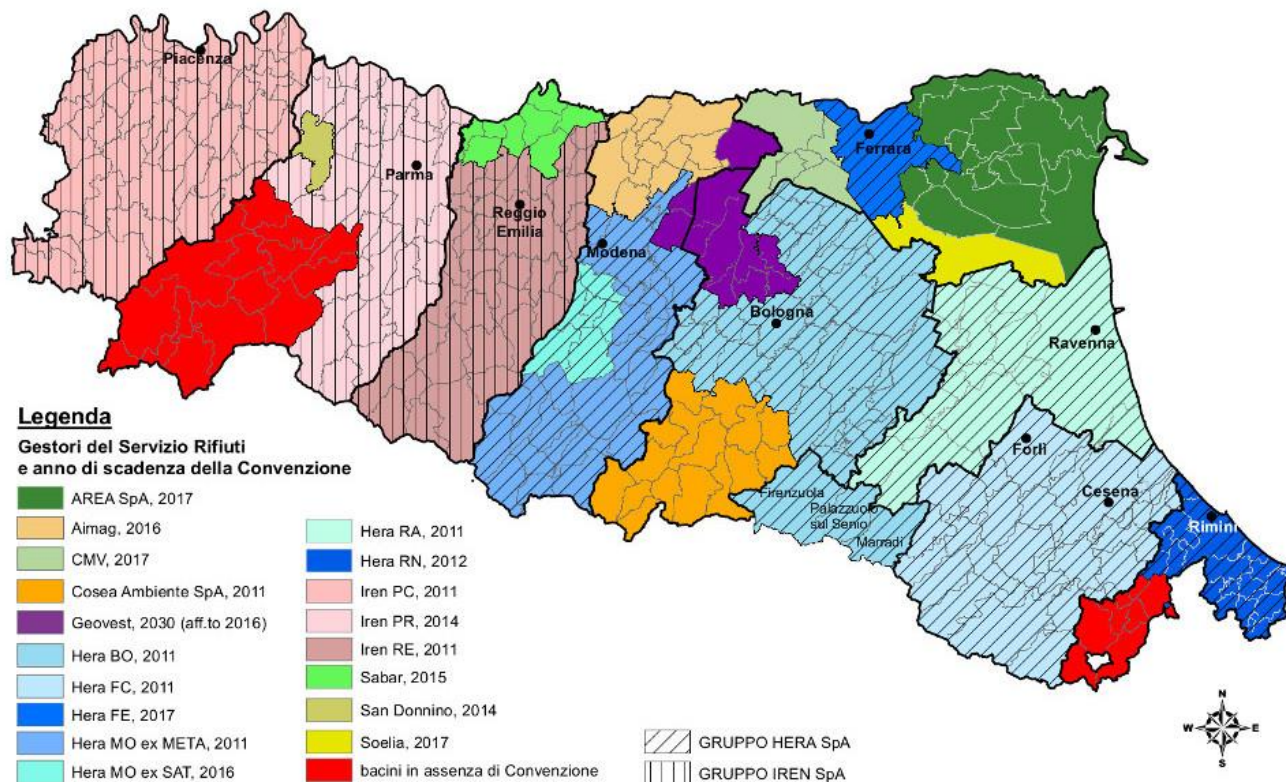 Piacenza
Parma
Reggio
Emilia
Modena
Ferrara
Bologna
Ravenna
Forlì
Cesena
Rimini
Firenzuola
Palazzuolo
sul Senio
Marradi
Legenda
Gestori del Servizio Rifiuti
e anno di scadenza della Convenzione
AREA SpA, 2017
Aimag, 2016
CMV, 2017
Cosea Ambiente SpA, 2011
Geovest, 2030 (aff.to 2016)
Hera BO, 2011
Hera FC, 2011
Hera FE, 2017
Hera MO ex META, 2011
Hera MO ex SAT, 2016
Hera RA, 2011
Hera RN, 2012
Iren PC, 2011
Iren PR, 2014
Iren RE, 2011
Sabar, 2015
San Donnino, 2014
Soelia, 2017
bacini in assenza di Convenzione
GRUPPO HERA SpA
GRUPPO IREN SpA
N
W E
S